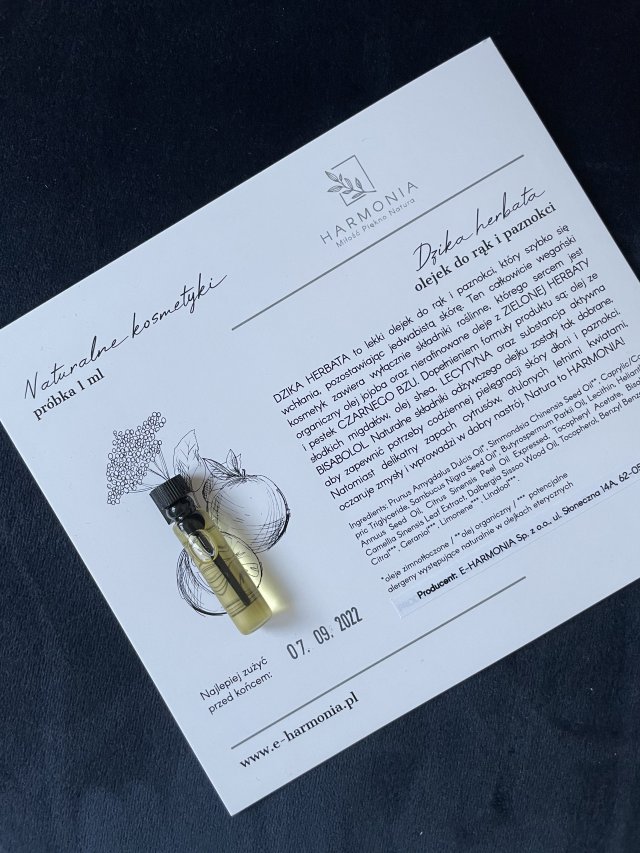 HARMONIA
Miłość Piękno Natura
Naturalne kosmetyki
próbka 1 ml
Dzika herbata
olejek do rąk i paznokci
DZIKA HERBATA to lekki olejek do rąk i paznokci, który szybko się
wchłania, pozostawiając jedwabistą skórę. Ten całkowicie wegański
kosmetyk zawiera wyłącznie składniki roślinne, którego sercem jest
organiczny olej jojoba oraz nierafinowane oleje z ZIELONEJ HERBATY
i pestek CZARNEGO BZU. Dopełnieniem formuły produktu są: olej ze
słodkich migdałów, olej shea, LECYTYNA oraz substancja aktywna
BISABOLOL. Naturalne składniki odżywczego olejku zostały tak dobrane,
aby zapewnić potrzeby codziennej pielęgnacji skóry dłoni i paznokci.
Natomiast delikatny zapach cytrusów, otulonych letnimi kwiatami,
oczaruje zmysły i wprowadzi w dobry nastrój. Natura to HARMONIA!
Ingredients: Prunus Amygdalus Dulcis Oil*, Simmondsia Chinensis Seed Oil**, Caprylic/Ca
pric Triglyceride, Sambucus Nigra Seed Oil*, Butyrospermum Parkii Oil, Lecithin, Helianth
Annuus Seed Oil, Citrus Sinensis Peel Oil Expressed, Tocopheryl Acetate, Bisab
Camellia Sinensis Leaf Extract, Dalbergia Sissoo Wood Oil, Tocopherol, Benzyl Benz
Citral***, Geraniol***, Limonene***, Linalool***.
*oleje zimnotłoczone / **olej organiczny / *** potencjalne
alergeny występujące naturalnie w olejkach eterycznych
Producent: E-HARMONIA Sp. z o.o., ul. Słoneczna 14A, 62-0
Najlepiej zużyć
przed końcem:
07. 09. 2022
www.e-harmonia.pl